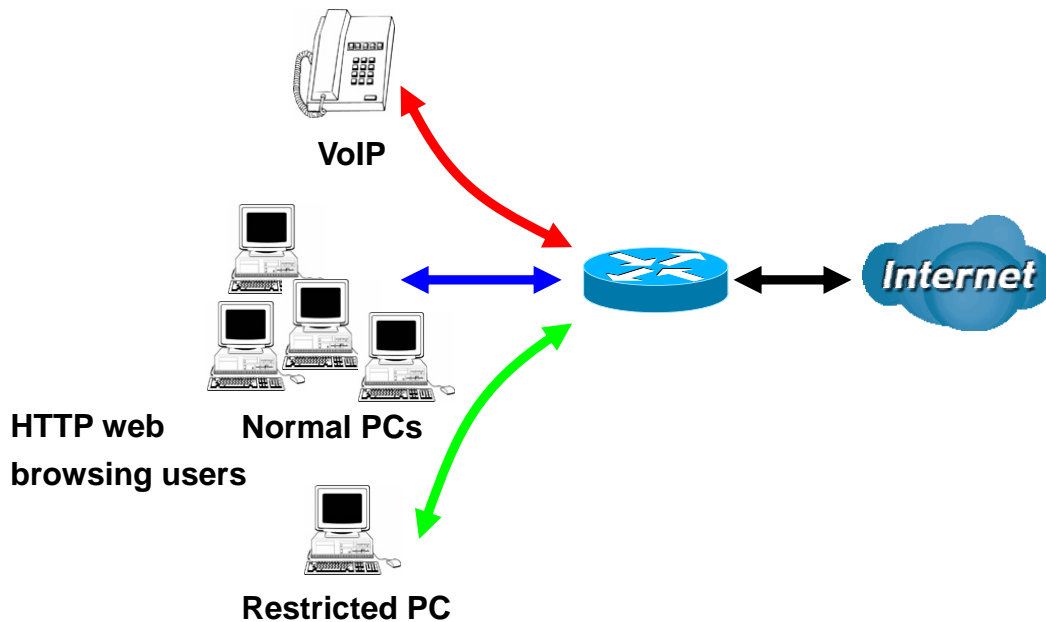 VoIP
Internet
HTTP web
browsing users
Normal PCs
Restricted PC